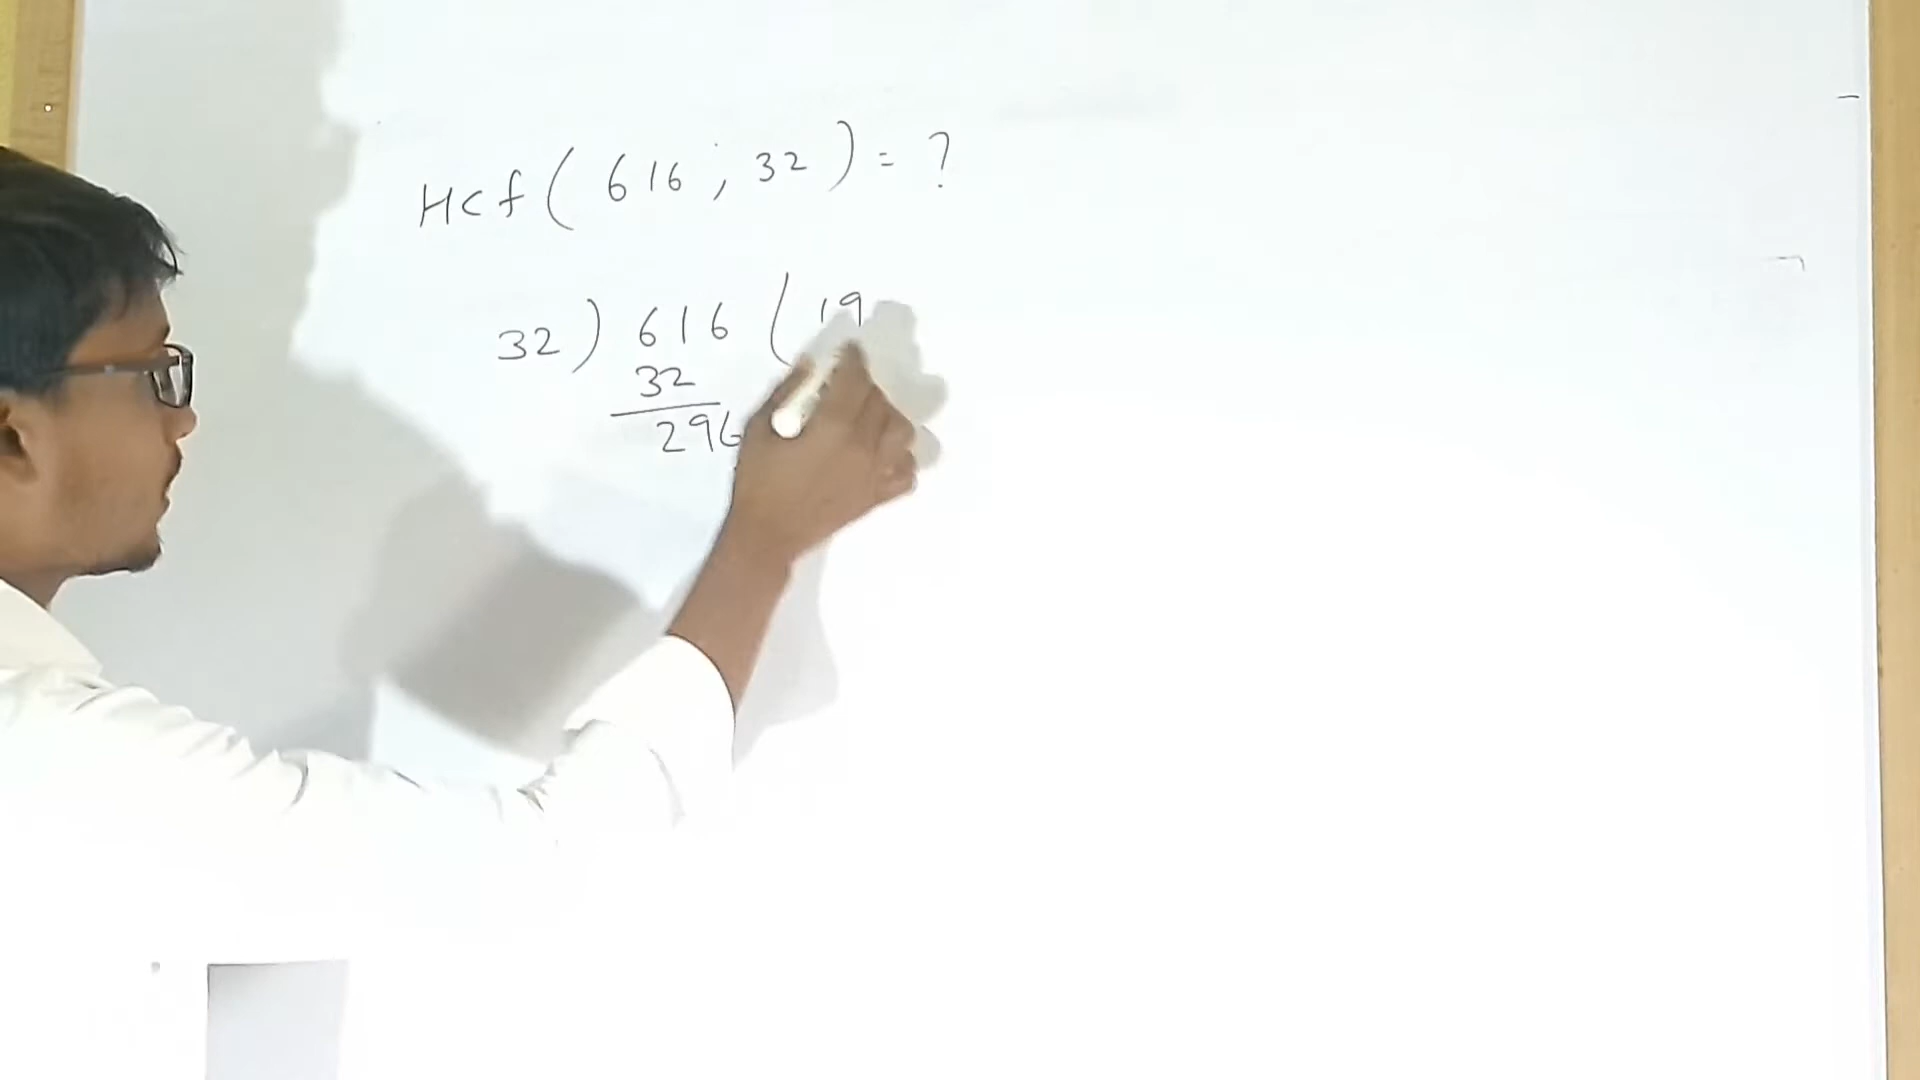 Hcf ( 616 , 32 ) = ?
32 ) 616 ( 19
32
296